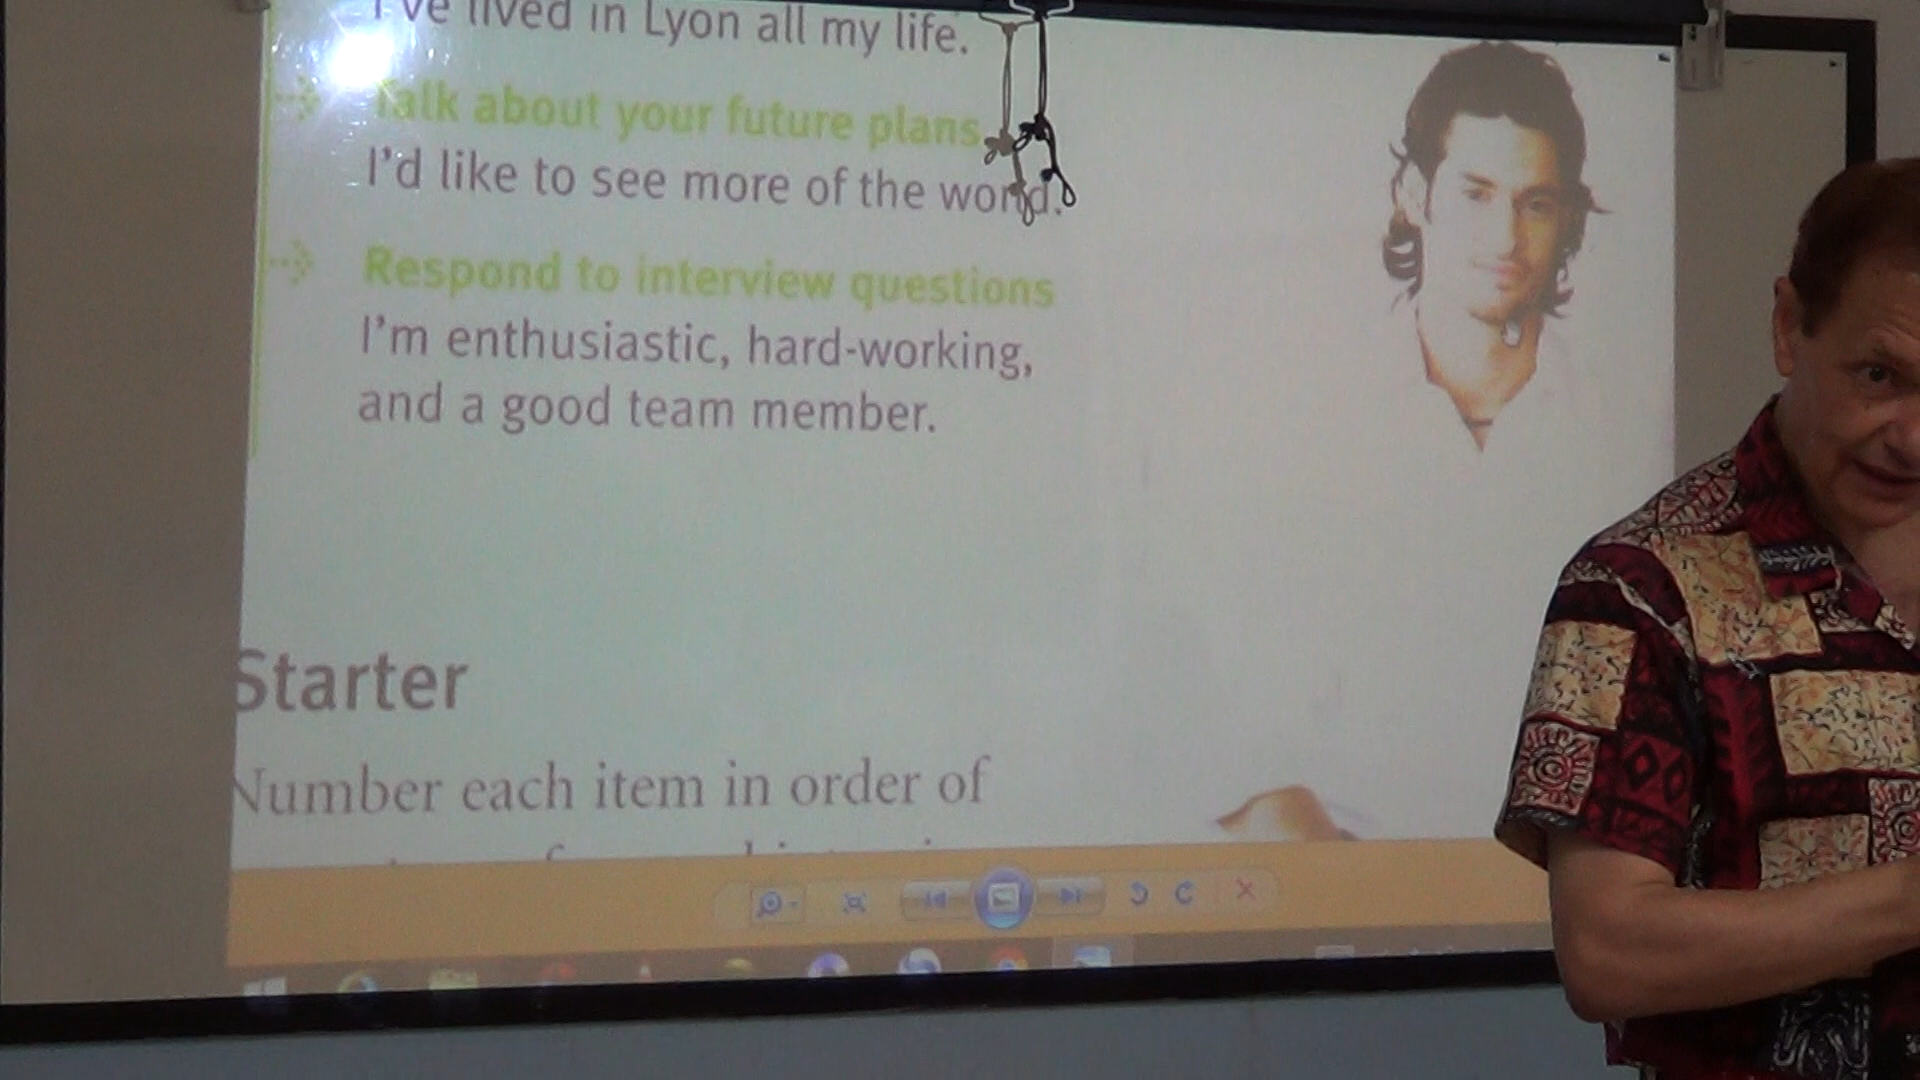 I've lived in Lyon all my life.
Talk about your future plans
I'd like to see more of the world.
Respond to interview questions
I'm enthusiastic, hard-working,
and a good team member.
Starter
Number each item in order of